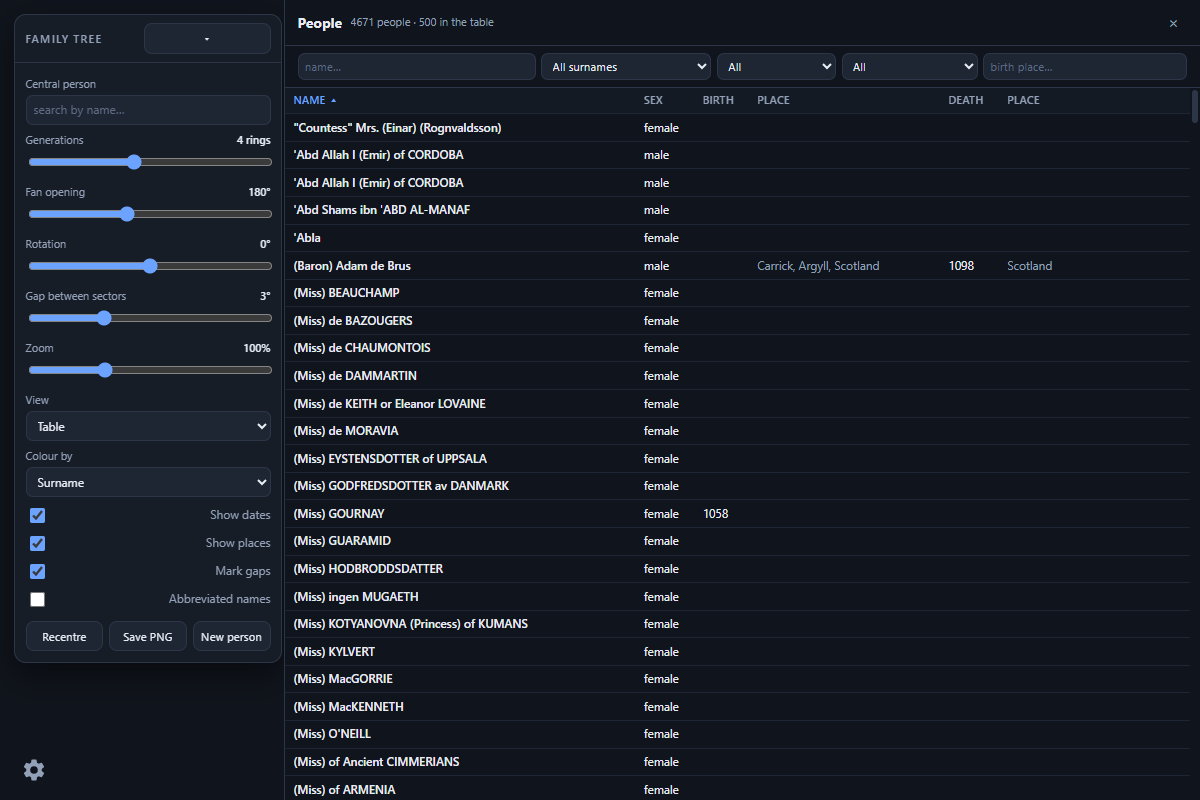 FAMILY TREE
-
Central person
search by name...
Generations 4 rings
Fan opening 180°
Rotation 0°
Gap between sectors 3°
Zoom 100%
View
Table
Colour by
Surname
Show dates
Show places
Mark gaps
Abbreviated names
Recentre Save PNG New person
People 4671 people · 500 in the table ×
name... All surnames All All birth place...
NAME ▲ SEX BIRTH PLACE DEATH PLACE
"Countess" Mrs. (Einar) (Rognvaldsson) female
'Abd Allah I (Emir) of CORDOBA male
'Abd Allah I (Emir) of CORDOBA male
'Abd Shams ibn 'ABD AL-MANAF male
'Abla female
(Baron) Adam de Brus male Carrick, Argyll, Scotland 1098 Scotland
(Miss) BEAUCHAMP female
(Miss) de BAZOUGERS female
(Miss) de CHAUMONTOIS female
(Miss) de DAMMARTIN female
(Miss) de KEITH or Eleanor LOVAINE female
(Miss) de MORAVIA female
(Miss) EYSTENSDOTTER of UPPSALA female
(Miss) GODFREDSDOTTER av DANMARK female
(Miss) GOURNAY female 1058
(Miss) GUARAMID female
(Miss) HODBRODDSDATTER female
(Miss) ingen MUGAETH female
(Miss) KOTYANOVNA (Princess) of KUMANS female
(Miss) KYLVERT female
(Miss) MacGORRIE female
(Miss) MacKENNETH female
(Miss) O'NEILL female
(Miss) of Ancient CIMMERIANS female
(Miss) of ARMENIA female